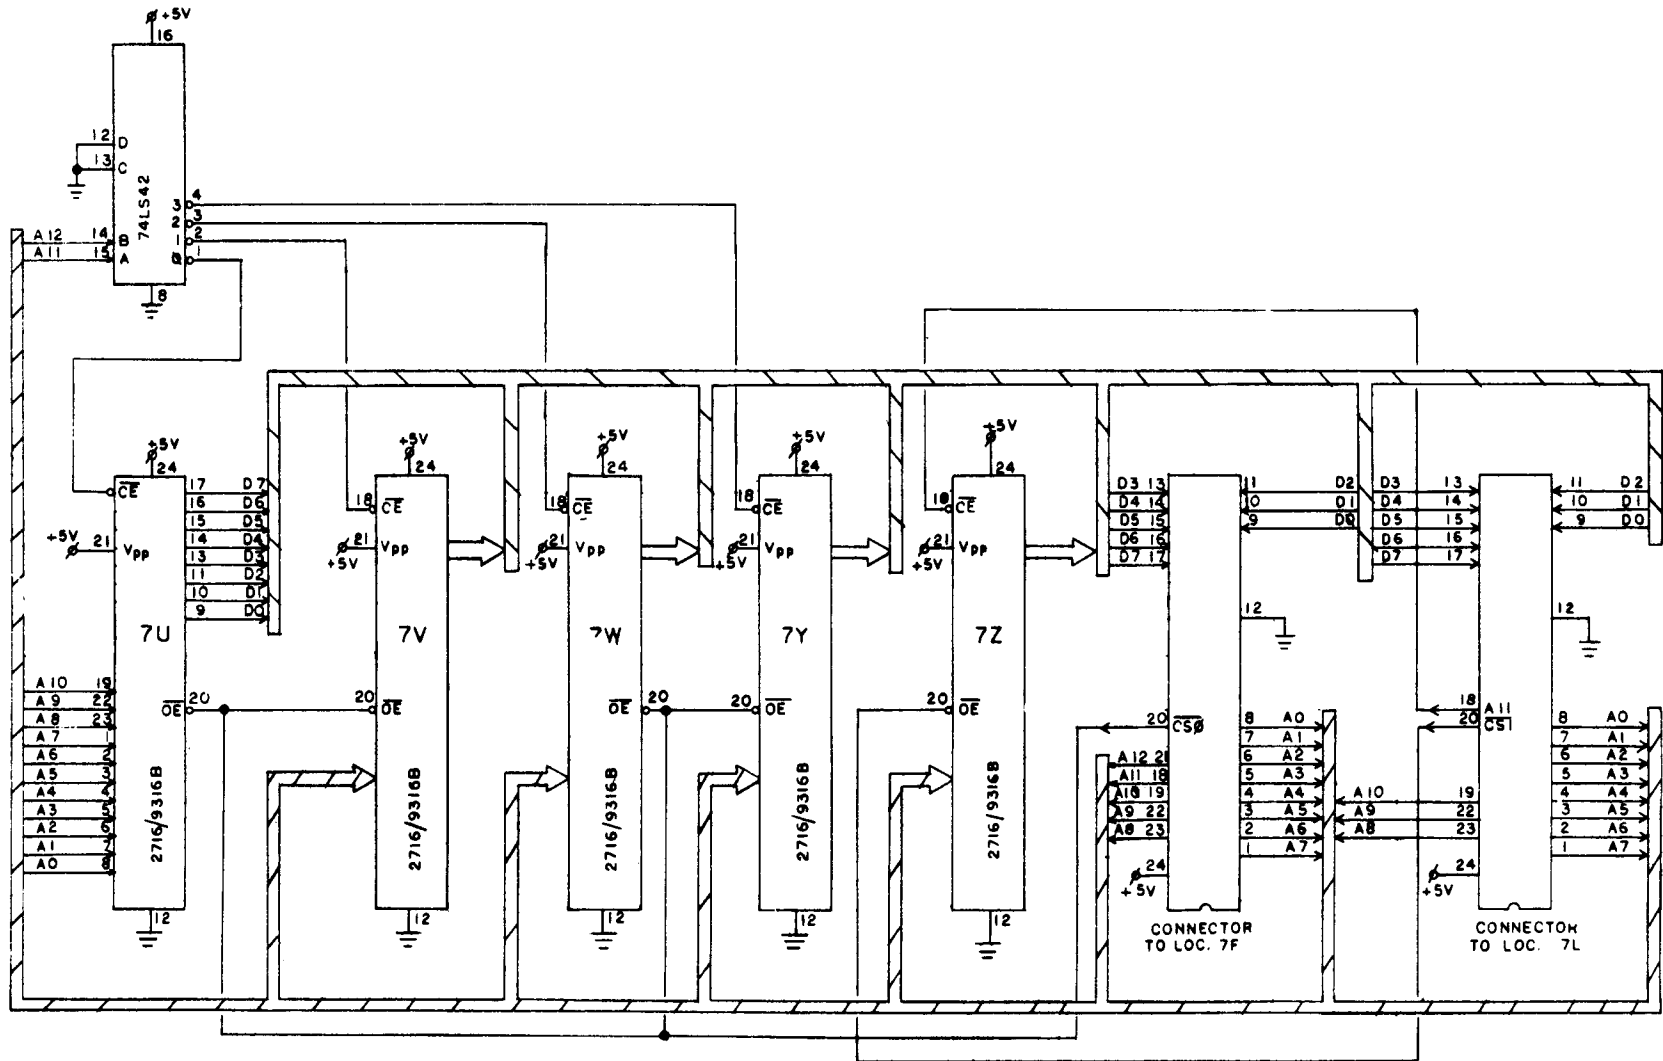 +5V
16
12 D
13 C
74LS42
3 4
2 3
1 2
0 1
A12 14 B
A11 15 A
8
+5V
24
CE
+5V 21 Vpp
17 D7
16 D6
15 D5
14 D4
13 D3
11 D2
10 D1
9 D0
7U
A10 19
A9 22
A8 23
A7 1
A6 2
A5 3
A4 4
A3 5
A2 6
A1 7
A0 8
OE 20
2716/9316B
12
+5V
24
18 CE
21 Vpp
+5V
7V
20 OE
2716/9316B
12
+5V
24
18 CE
21 Vpp
+5V
7W
OE 20
2716/9316B
12
+5V
24
18 CE
21 Vpp
+5V
7Y
20 OE
2716/9316B
12
+5V
24
18 CE
21 Vpp
+5V
7Z
20 OE
2716/9316B
12
D3 13
D4 14
D5 15
D6 16
D7 17
11 D2
10 D1
9 D0
12
20 CSØ
A12 21
A11 18
A10 19
A9 22
A8 23
24
+5V
8 A0
7 A1
6 A2
5 A3
4 A4
3 A5
2 A6
1 A7
CONNECTOR
TO LOC. 7F
D3 13
D4 14
D5 15
D6 16
D7 17
11 D2
10 D1
9 D0
12
18 A11
20 CS1
A10 19
A9 22
A8 23
24
+5V
8 A0
7 A1
6 A2
5 A3
4 A4
3 A5
2 A6
1 A7
CONNECTOR
TO LOC. 7L